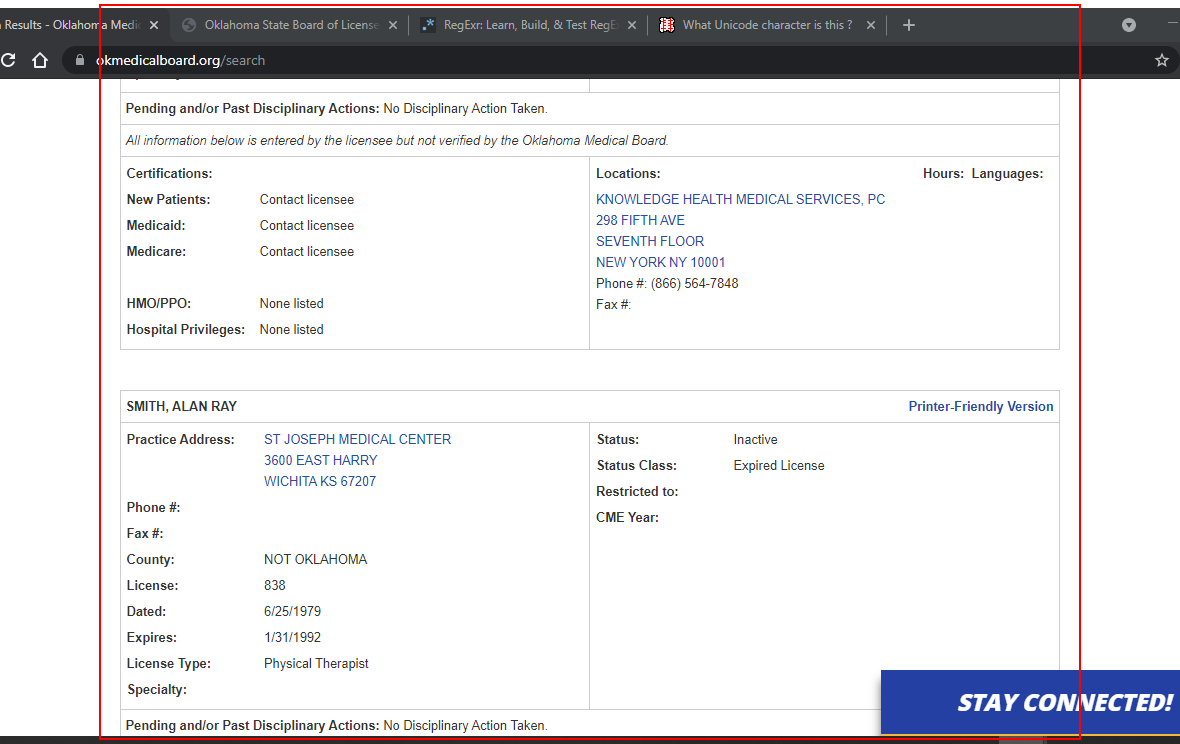 Results - Oklahoma Medi
Oklahoma State Board of License
RegExr: Learn, Build, & Test RegE
What Unicode character is this ?
okmedicalboard.org/search
Pending and/or Past Disciplinary Actions: No Disciplinary Action Taken.
All information below is entered by the licensee but not verified by the Oklahoma Medical Board.
Certifications:
New Patients: Contact licensee
Medicaid: Contact licensee
Medicare: Contact licensee
HMO/PPO: None listed
Hospital Privileges: None listed
Locations: Hours: Languages:
KNOWLEDGE HEALTH MEDICAL SERVICES, PC
298 FIFTH AVE
SEVENTH FLOOR
NEW YORK NY 10001
Phone #: (866) 564-7848
Fax #:
SMITH, ALAN RAY Printer-Friendly Version
Practice Address: ST JOSEPH MEDICAL CENTER
3600 EAST HARRY
WICHITA KS 67207
Phone #:
Fax #:
County: NOT OKLAHOMA
License: 838
Dated: 6/25/1979
Expires: 1/31/1992
License Type: Physical Therapist
Specialty:
Status: Inactive
Status Class: Expired License
Restricted to:
CME Year:
Pending and/or Past Disciplinary Actions: No Disciplinary Action Taken.
STAY CONNECTED!